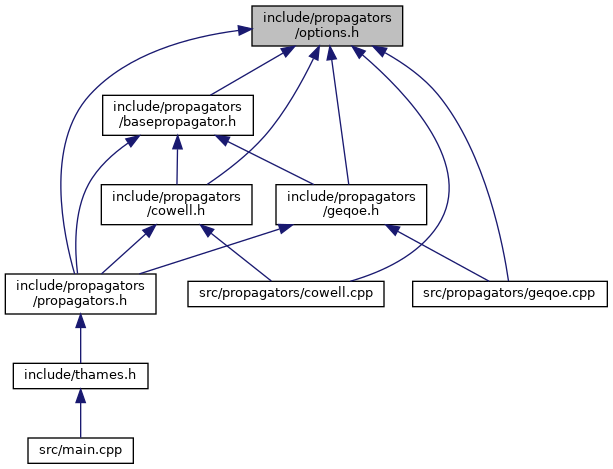 include/propagators
/options.h
include/propagators
/basepropagator.h
include/propagators
/cowell.h
include/propagators
/geqoe.h
include/propagators
/propagators.h
src/propagators/cowell.cpp
src/propagators/geqoe.cpp
include/thames.h
src/main.cpp